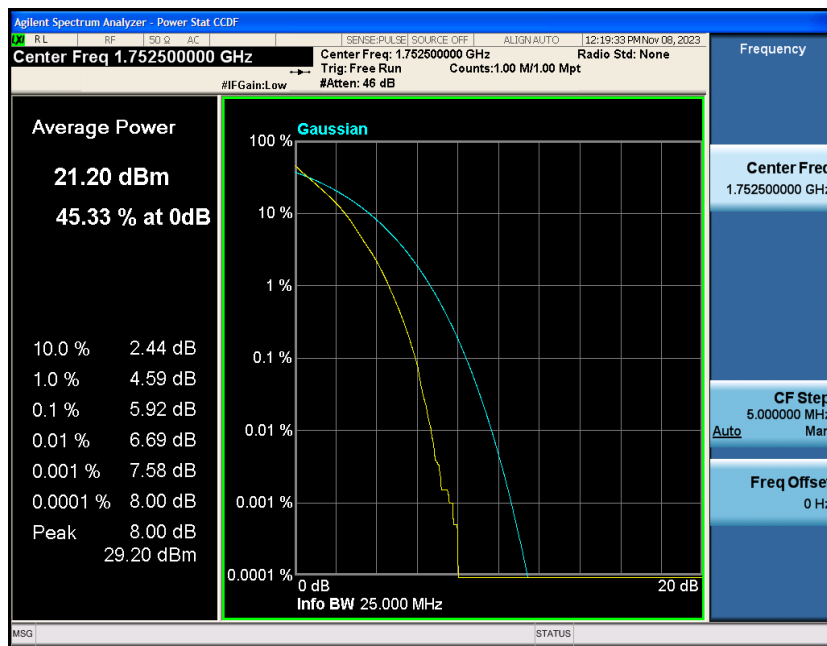 Agilent Spectrum Analyzer - Power Stat CCDF
LXI RL RF 50 Ω AC SENSE:PULSE SOURCE OFF ALIGN AUTO 12:19:33 PM Nov 08, 2023
Center Freq 1.752500000 GHz
Center Freq: 1.752500000 GHz Radio Std: None
Trig: Free Run Counts:1.00 M/1.00 Mpt
#IFGain:Low #Atten: 46 dB
Frequency
Average Power
21.20 dBm
45.33 % at 0dB
10.0 % 2.44 dB
1.0 % 4.59 dB
0.1 % 5.92 dB
0.01 % 6.69 dB
0.001 % 7.58 dB
0.0001 % 8.00 dB
Peak 8.00 dB
29.20 dBm
Gaussian
100 %
10 %
1 %
0.1 %
0.01 %
0.001 %
0.0001 %
0 dB 20 dB
Info BW 25.000 MHz
Center Freq
1.752500000 GHz
CF Step
5.000000 MHz
Auto Man
Freq Offset
0 Hz
MSG STATUS